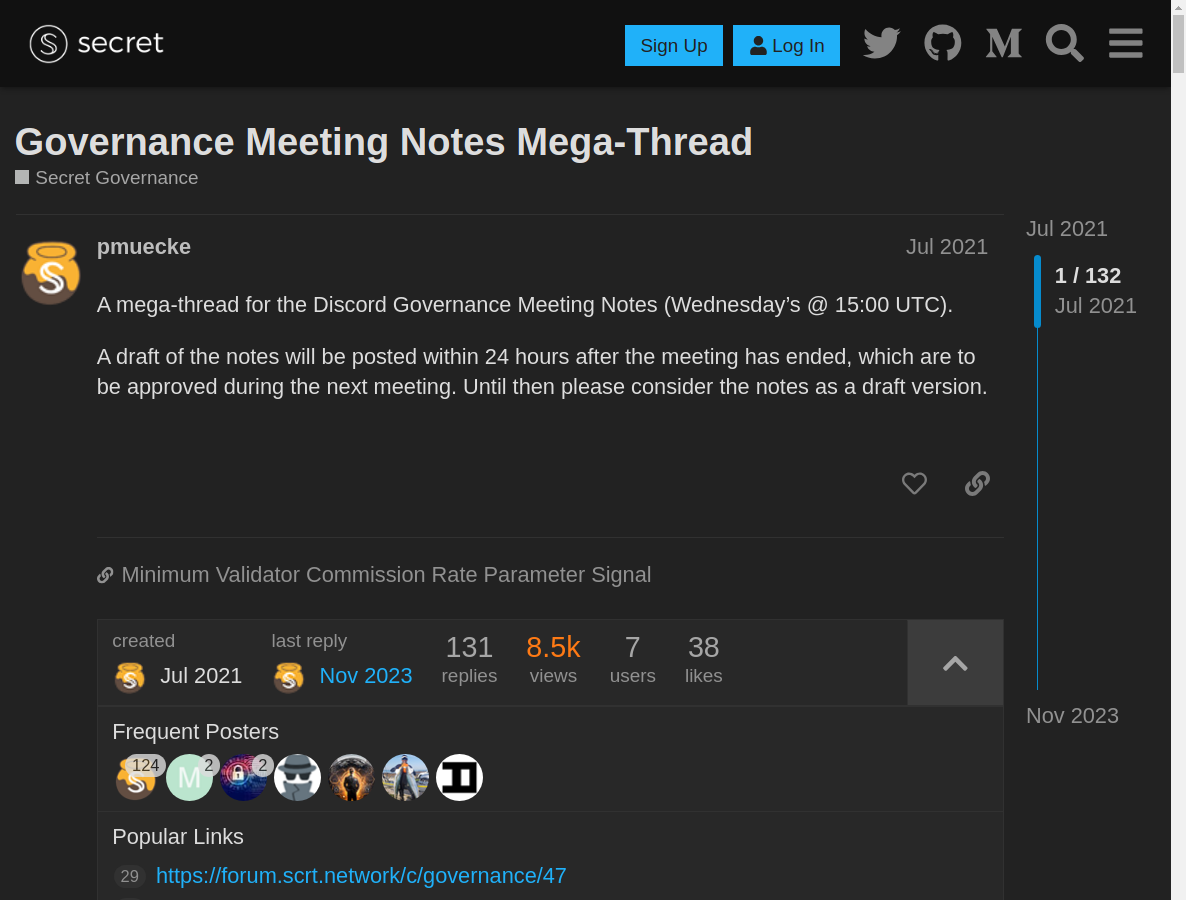 secret
Sign Up
Log In
Governance Meeting Notes Mega-Thread
Secret Governance
pmuecke
Jul 2021
Jul 2021
1 / 132
Jul 2021
A mega-thread for the Discord Governance Meeting Notes (Wednesday’s @ 15:00 UTC).
A draft of the notes will be posted within 24 hours after the meeting has ended, which are to
be approved during the next meeting. Until then please consider the notes as a draft version.
Minimum Validator Commission Rate Parameter Signal
created
Jul 2021
last reply
Nov 2023
131
replies
8.5k
views
7
users
38
likes
Nov 2023
Frequent Posters
124
M
2
2
Popular Links
29 https://forum.scrt.network/c/governance/47